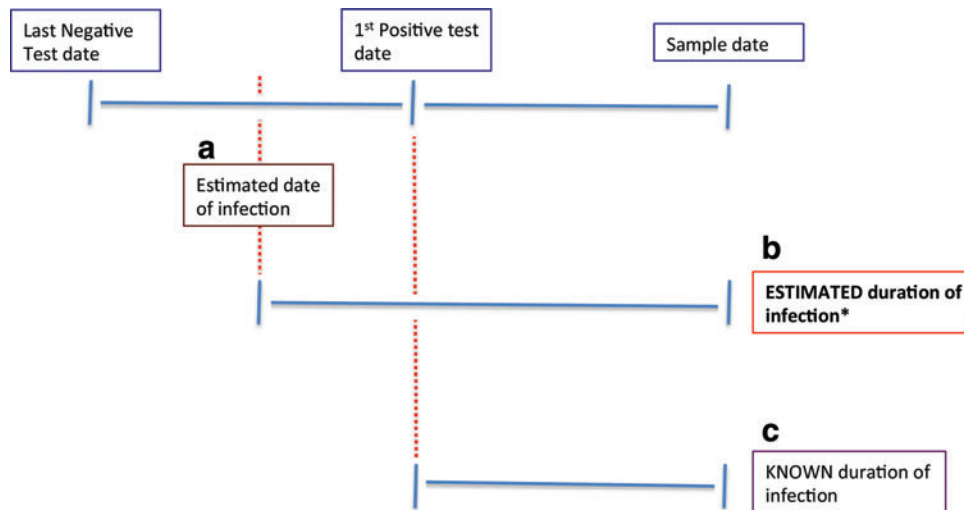 Last Negative
Test date
1st Positive test
date
Sample date
a
Estimated date
of infection
b
ESTIMATED duration of
infection*
c
KNOWN duration of
infection